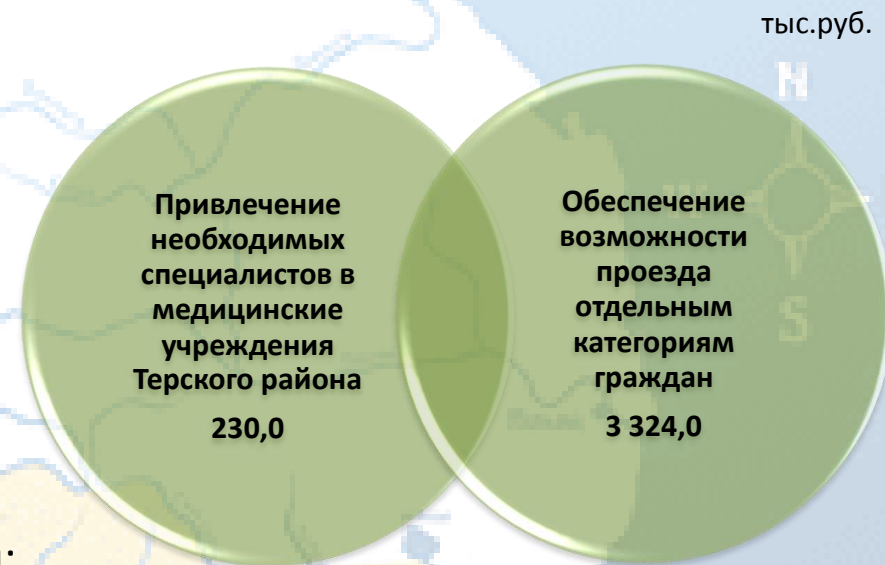 тыс.руб.
Привлечение
необходимых
специалистов в
медицинские
учреждения
Терского района
230,0
Обеспечение
возможности
проезда
отдельным
категориям
граждан
3 324,0
N
W
S